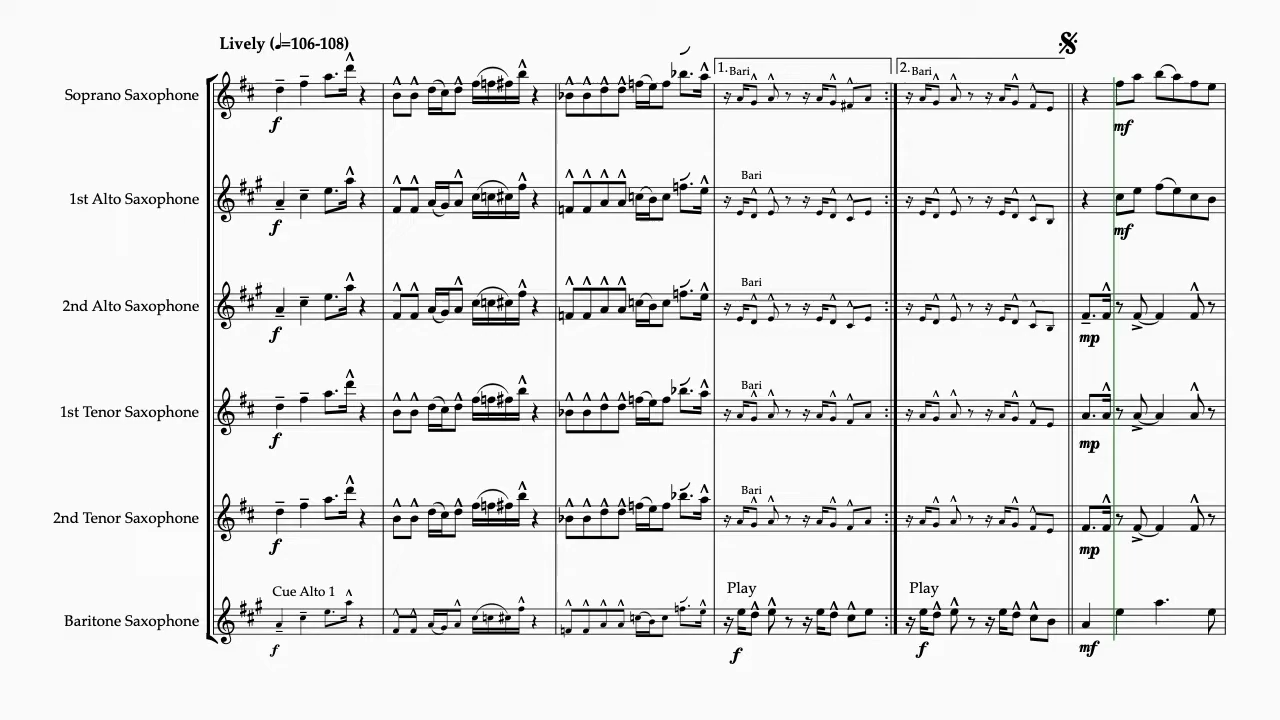 Lively (♩=106-108)
1. Bari
2. Bari
Soprano Saxophone
f
mf
Bari
1st Alto Saxophone
f
mf
Bari
2nd Alto Saxophone
f
mp
Bari
1st Tenor Saxophone
f
mp
Bari
2nd Tenor Saxophone
f
mp
Cue Alto 1
Play
Play
Baritone Saxophone
f
f
f
mf